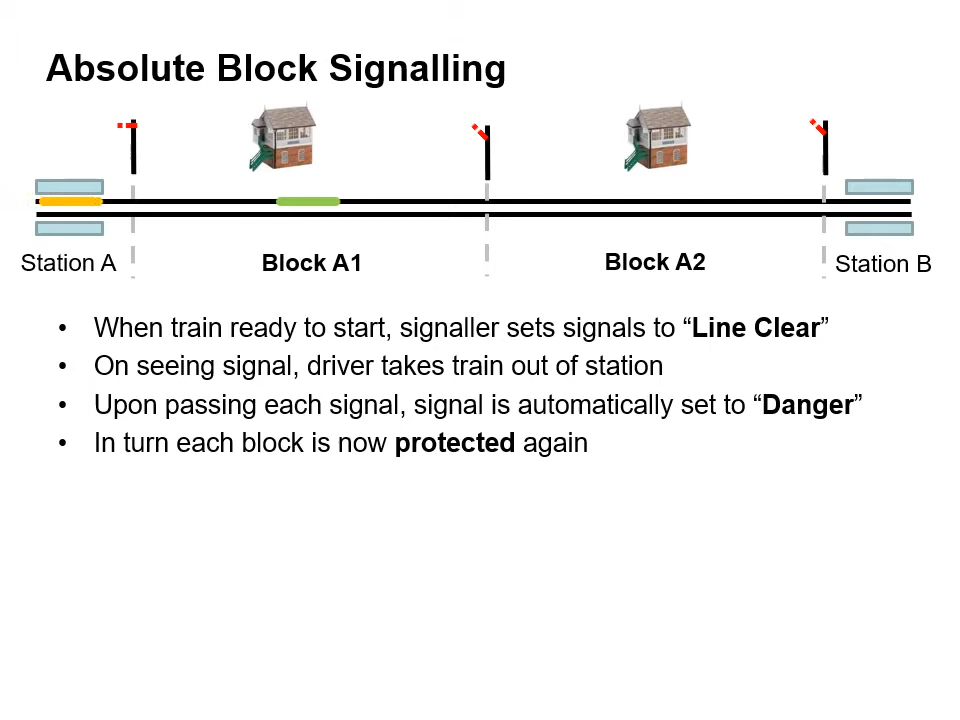 Absolute Block Signalling
Station A
Block A1
Block A2
Station B
• When train ready to start, signaller sets signals to “Line Clear”
• On seeing signal, driver takes train out of station
• Upon passing each signal, signal is automatically set to “Danger”
• In turn each block is now protected again